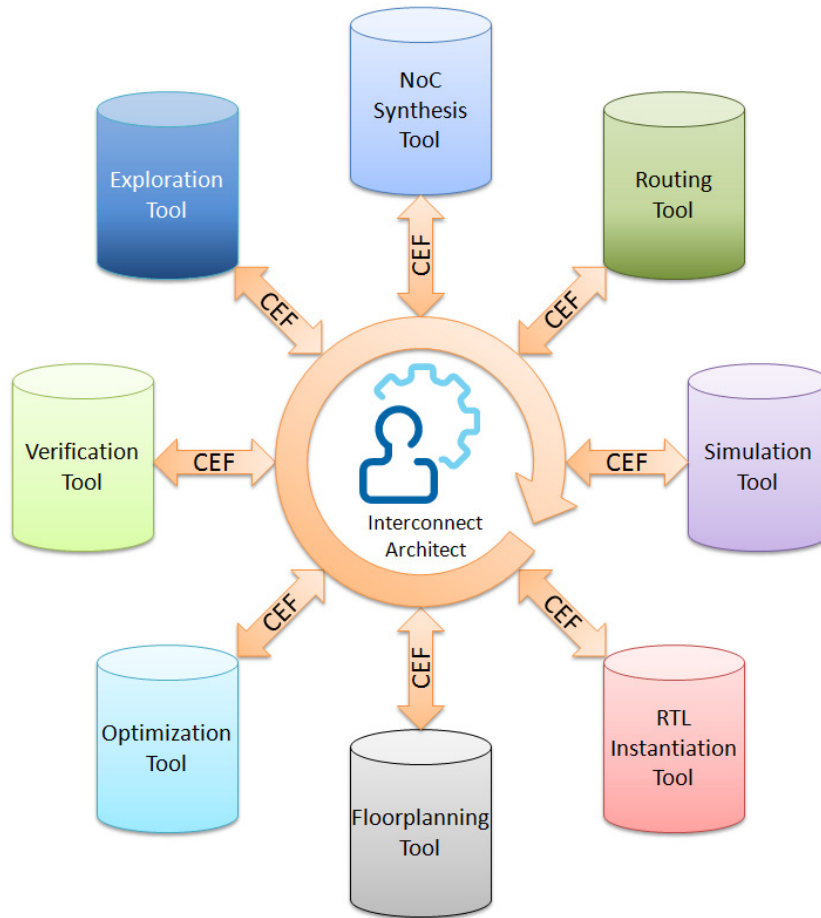 NoC
Synthesis
Tool
Exploration
Tool
Routing
Tool
CEF
CEF
CEF
Verification
Tool
CEF
Interconnect
Architect
CEF
Simulation
Tool
CEF
CEF
CEF
Optimization
Tool
Floorplanning
Tool
RTL
Instantiation
Tool